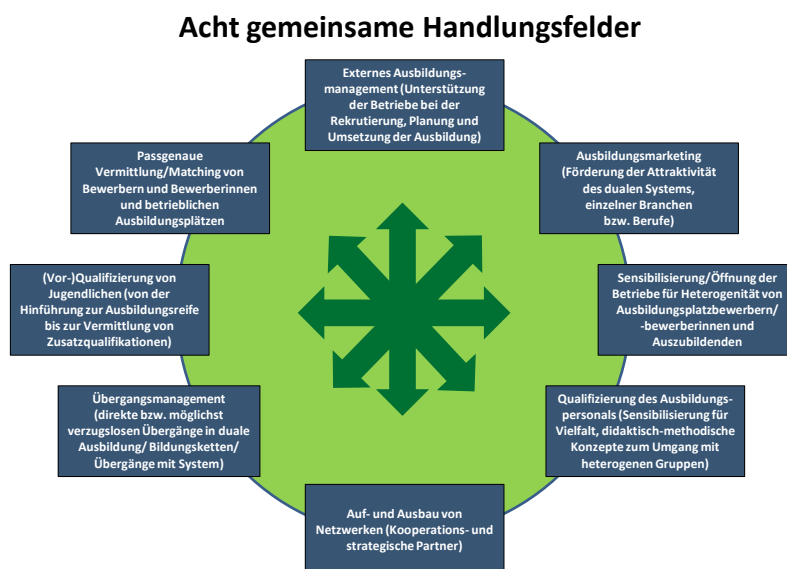 Acht gemeinsame Handlungsfelder
Externes Ausbildungs-
management (Unterstützung
der Betriebe bei der
Rekrutierung, Planung und
Umsetzung der Ausbildung)
Ausbildungsmarketing
(Förderung der Attraktivität
des dualen Systems,
einzelner Branchen
bzw. Berufe)
Sensibilisierung/Öffnung der
Betriebe für Heterogenität von
Ausbildungsplatzbewerbern/
-bewerberinnen und
Auszubildenden
Qualifizierung des Ausbildungs-
personals (Sensibilisierung für
Vielfalt, didaktisch-methodische
Konzepte zum Umgang mit
heterogenen Gruppen)
Auf- und Ausbau von
Netzwerken (Kooperations- und
strategische Partner)
Übergangsmanagement
(direkte bzw. möglichst
verzugslosen Übergänge in duale
Ausbildung/ Bildungsketten/
Übergänge mit System)
(Vor-)Qualifizierung von
Jugendlichen (von der
Hinführung zur Ausbildungsreife
bis zur Vermittlung von
Zusatzqualifikationen)
Passgenaue
Vermittlung/Matching von
Bewerbern und Bewerberinnen
und betrieblichen
Ausbildungsplätzen